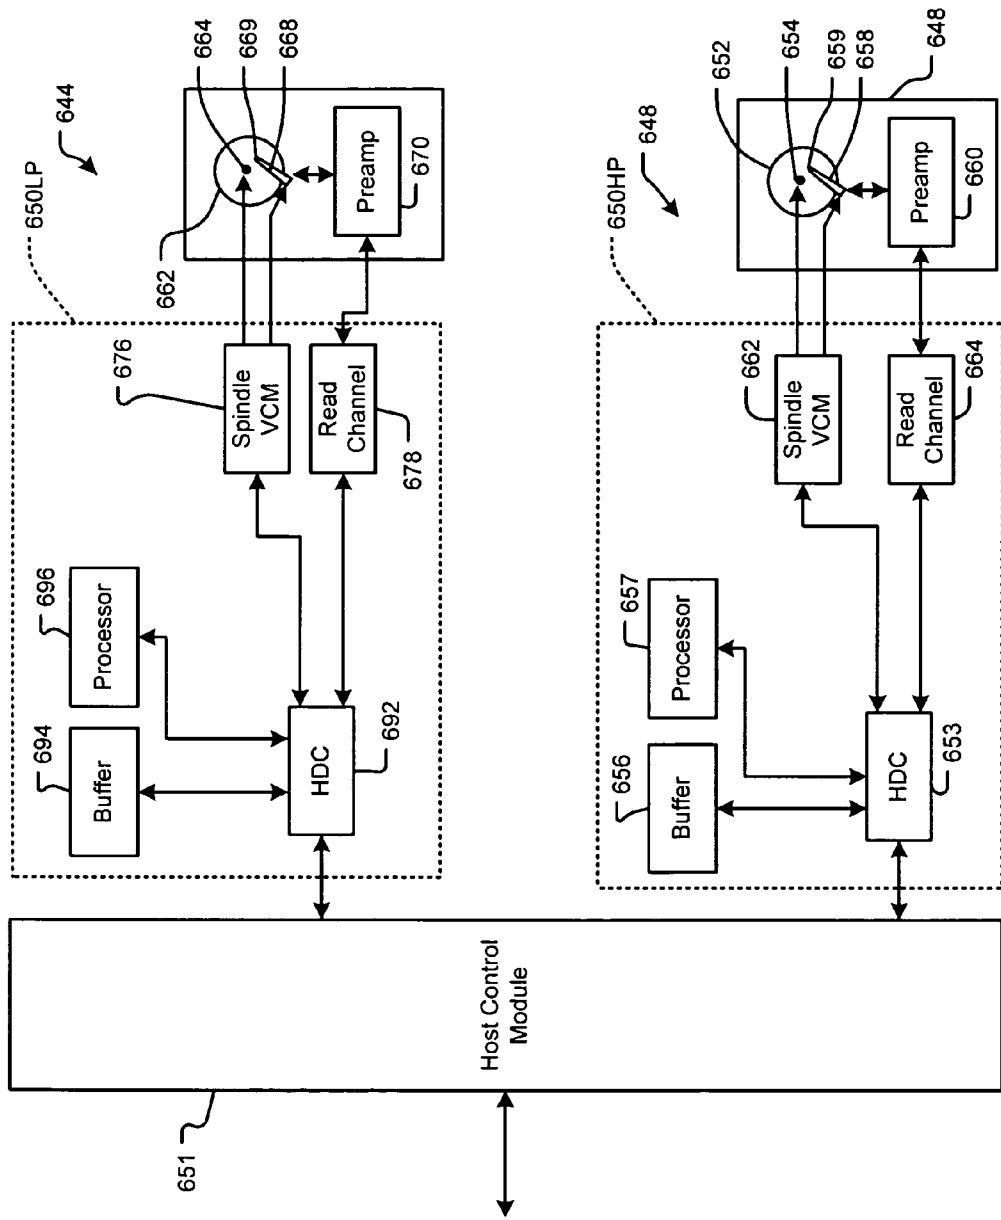 651
Host Control
Module
650HP
648
656
Buffer
657
Processor
HDC
653
662
Spindle
VCM
Read
Channel
664
652
654
659
658
648
Preamp
660
650LP
644
694
Buffer
696
Processor
HDC
692
676
Spindle
VCM
Read
Channel
678
662
664
669
668
Preamp
670